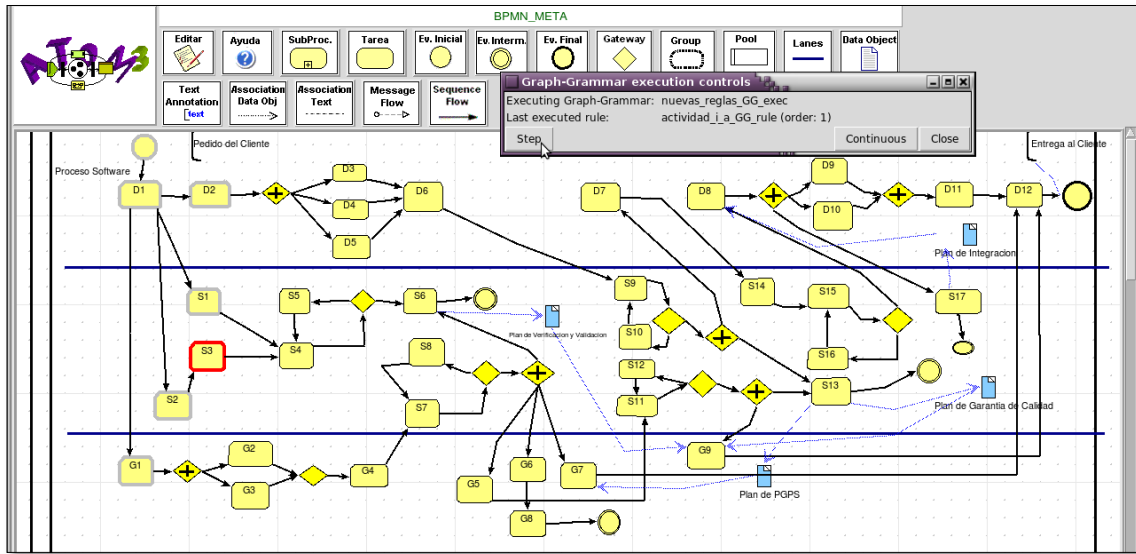 BPMN_META
ATOM3
Editar
Ayuda
SubProc.
Tarea
Ev. Inicial
Ev. Interm.
Ev. Final
Gateway
Group
Pool
Lanes
Data Object
Text
Annotation
[text
Association
Data Obj
Association
Text
Message
Flow
Sequence
Flow
Graph-Grammar execution controls
Executing Graph-Grammar: nuevas_reglas_GG_exec
Last executed rule: actividad_i_a_GG_rule (order: 1)
Step
Continuous
Close
Pedido del Cliente
Entrega al Cliente
Proceso Software
D1
D2
D3
D4
D5
D6
D7
D8
D9
D10
D11
D12
Plan de Integracion
S1
S2
S3
S4
S5
S6
S7
S8
S9
S10
S11
S12
S13
S14
S15
S16
S17
Plan de Verificacion y Validacion
Plan de Garantia de Calidad
G1
G2
G3
G4
G5
G6
G7
G8
G9
Plan de PGPS